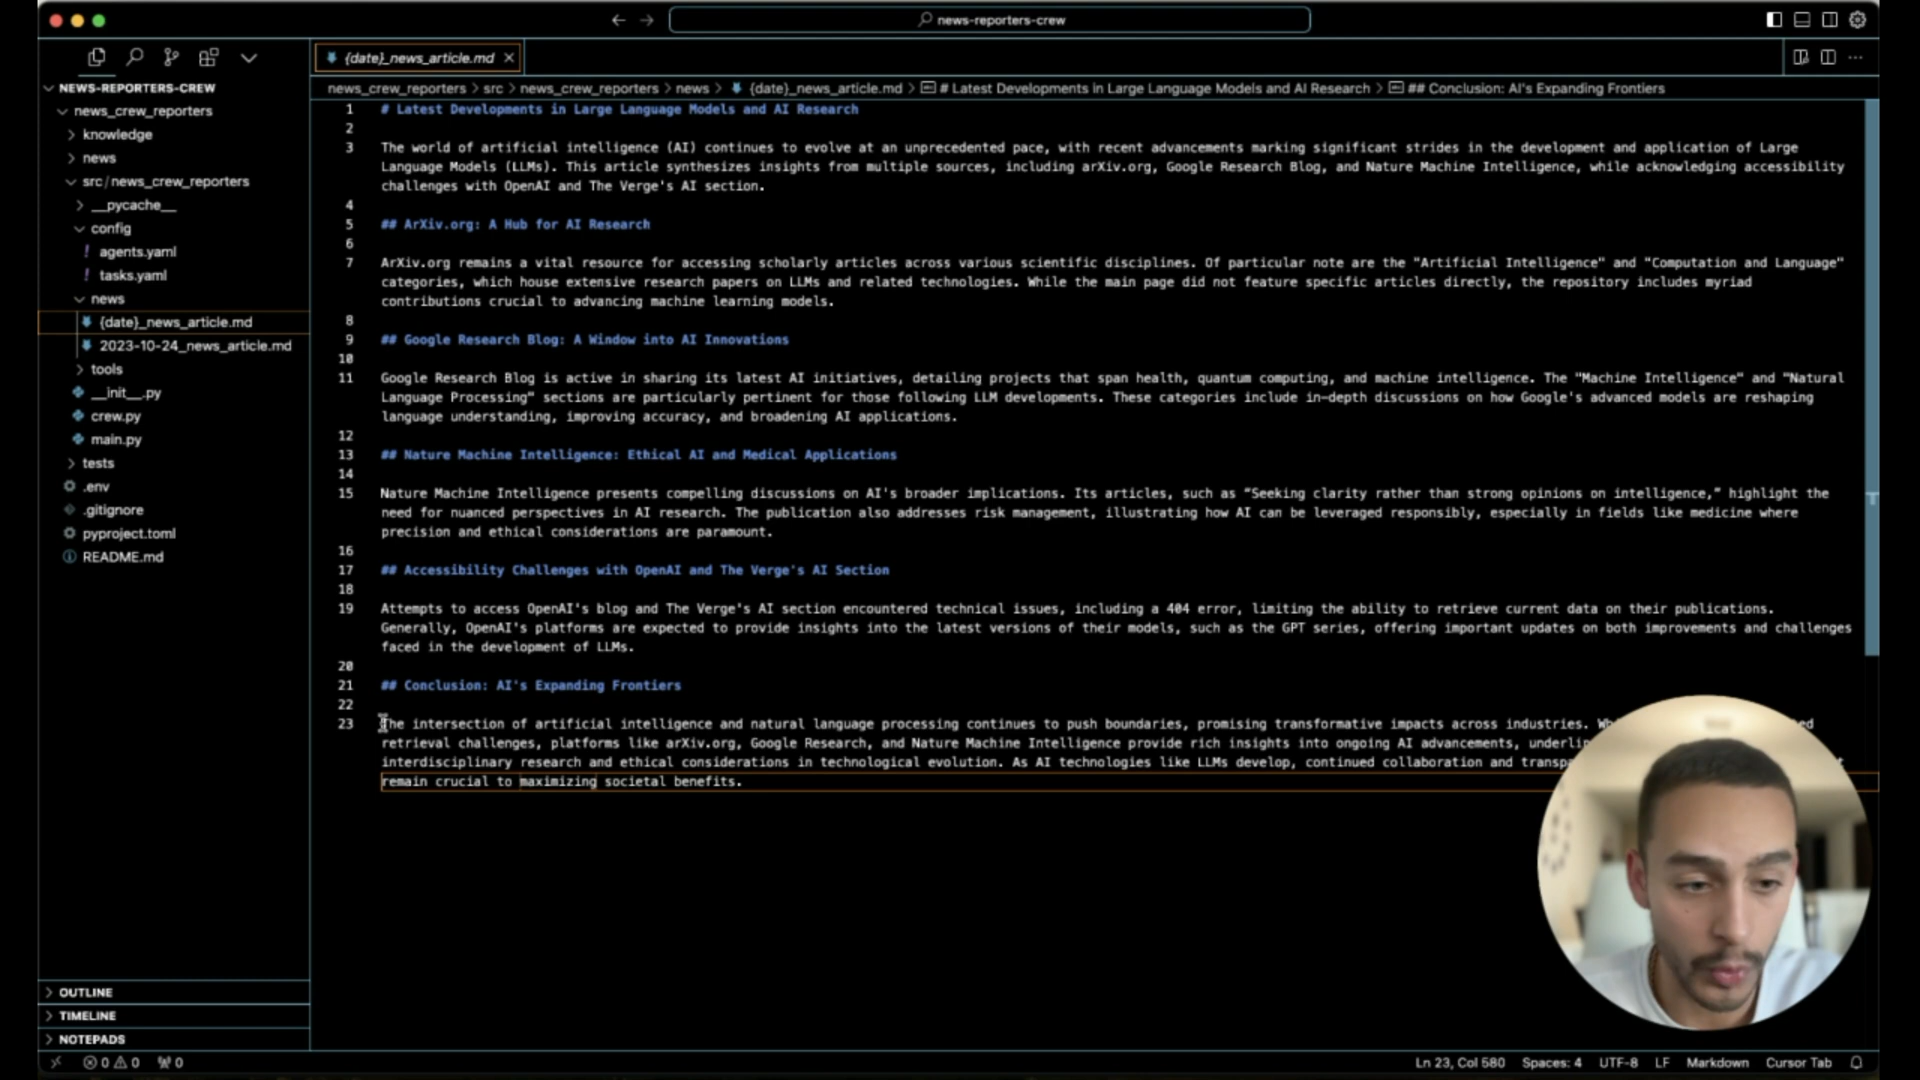 news-reporters-crew
{date}_news_article.md
NEWS-REPORTERS-CREW
news_crew_reporters
knowledge
news
src/news_crew_reporters
__pycache__
config
! agents.yaml
! tasks.yaml
news
{date}_news_article.md
2023-10-24_news_article.md
tools
__init__.py
crew.py
main.py
tests
.env
.gitignore
pyproject.toml
README.md
OUTLINE
TIMELINE
NOTEPADS
news_crew_reporters > src > news_crew_reporters > news > {date}_news_article.md > # Latest Developments in Large Language Models and AI Research > ## Conclusion: AI's Expanding Frontiers
1 # Latest Developments in Large Language Models and AI Research
2
3 The world of artificial intelligence (AI) continues to evolve at an unprecedented pace, with recent advancements marking significant strides in the development and application of Large
Language Models (LLMs). This article synthesizes insights from multiple sources, including arXiv.org, Google Research Blog, and Nature Machine Intelligence, while acknowledging accessibility
challenges with OpenAI and The Verge's AI section.
4
5 ## ArXiv.org: A Hub for AI Research
6
7 ArXiv.org remains a vital resource for accessing scholarly articles across various scientific disciplines. Of particular note are the "Artificial Intelligence" and "Computation and Language"
categories, which house extensive research papers on LLMs and related technologies. While the main page did not feature specific articles directly, the repository includes myriad
contributions crucial to advancing machine learning models.
8
9 ## Google Research Blog: A Window into AI Innovations
10
11 Google Research Blog is active in sharing its latest AI initiatives, detailing projects that span health, quantum computing, and machine intelligence. The "Machine Intelligence" and "Natural
Language Processing" sections are particularly pertinent for those following LLM developments. These categories include in-depth discussions on how Google's advanced models are reshaping
language understanding, improving accuracy, and broadening AI applications.
12
13 ## Nature Machine Intelligence: Ethical AI and Medical Applications
14
15 Nature Machine Intelligence presents compelling discussions on AI's broader implications. Its articles, such as “Seeking clarity rather than strong opinions on intelligence,” highlight the
need for nuanced perspectives in AI research. The publication also addresses risk management, illustrating how AI can be leveraged responsibly, especially in fields like medicine where
precision and ethical considerations are paramount.
16
17 ## Accessibility Challenges with OpenAI and The Verge's AI Section
18
19 Attempts to access OpenAI's blog and The Verge's AI section encountered technical issues, including a 404 error, limiting the ability to retrieve current data on their publications.
Generally, OpenAI's platforms are expected to provide insights into the latest versions of their models, such as the GPT series, offering important updates on both improvements and challenges
faced in the development of LLMs.
20
21 ## Conclusion: AI's Expanding Frontiers
22
23 The intersection of artificial intelligence and natural language processing continues to push boundaries, promising transformative impacts across industries.
retrieval challenges, platforms like arXiv.org, Google Research, and Nature Machine Intelligence provide rich insights into ongoing AI advancements,
interdisciplinary research and ethical considerations in technological evolution. As AI technologies like LLMs develop, continued collaboration and
remain crucial to maximizing societal benefits.
0 0 0
Ln 23, Col 580 Spaces: 4 UTF-8 LF Markdown Cursor Tab